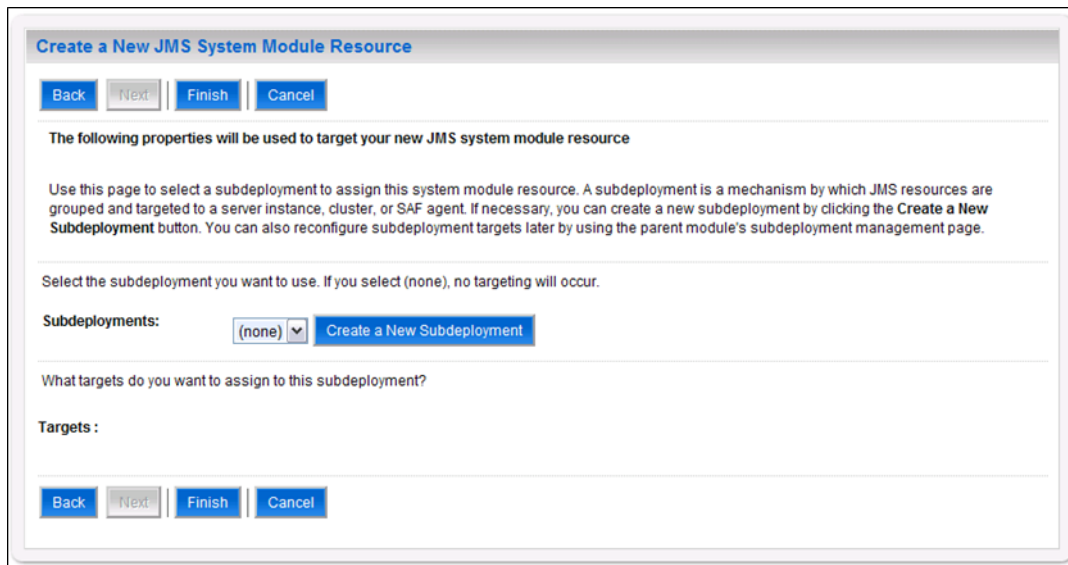 Create a New JMS System Module Resource
Back Next Finish Cancel
The following properties will be used to target your new JMS system module resource
Use this page to select a subdeployment to assign this system module resource. A subdeployment is a mechanism by which JMS resources are
grouped and targeted to a server instance, cluster, or SAF agent. If necessary, you can create a new subdeployment by clicking the Create a New
Subdeployment button. You can also reconfigure subdeployment targets later by using the parent module's subdeployment management page.
Select the subdeployment you want to use. If you select (none), no targeting will occur.
Subdeployments: (none) Create a New Subdeployment
What targets do you want to assign to this subdeployment?
Targets :
Back Next Finish Cancel